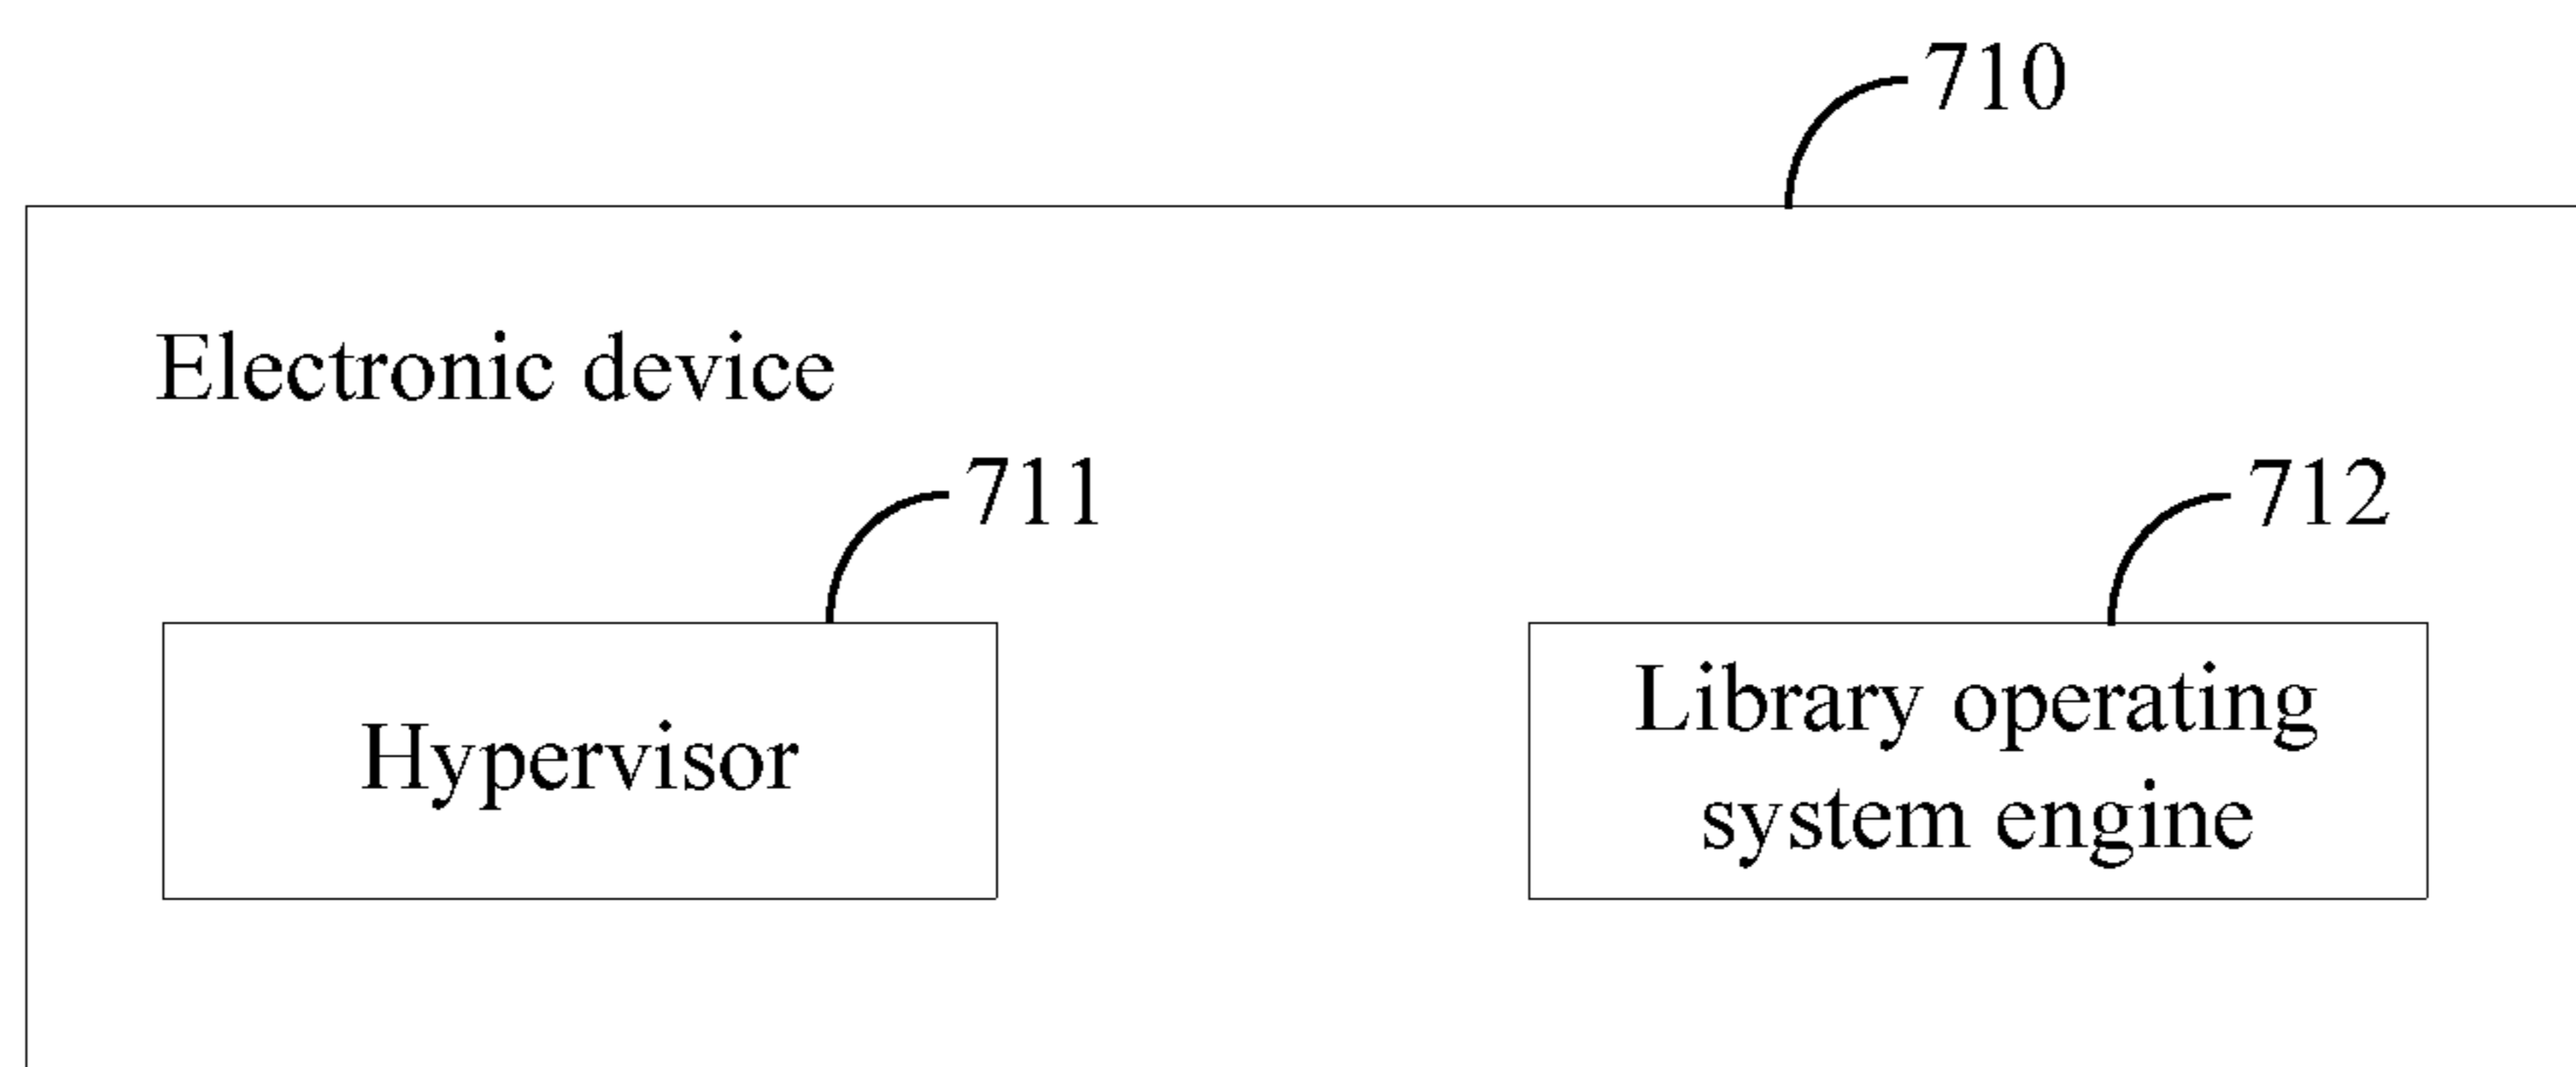 710
Electronic device
711
712
Hypervisor
Library operating
system engine